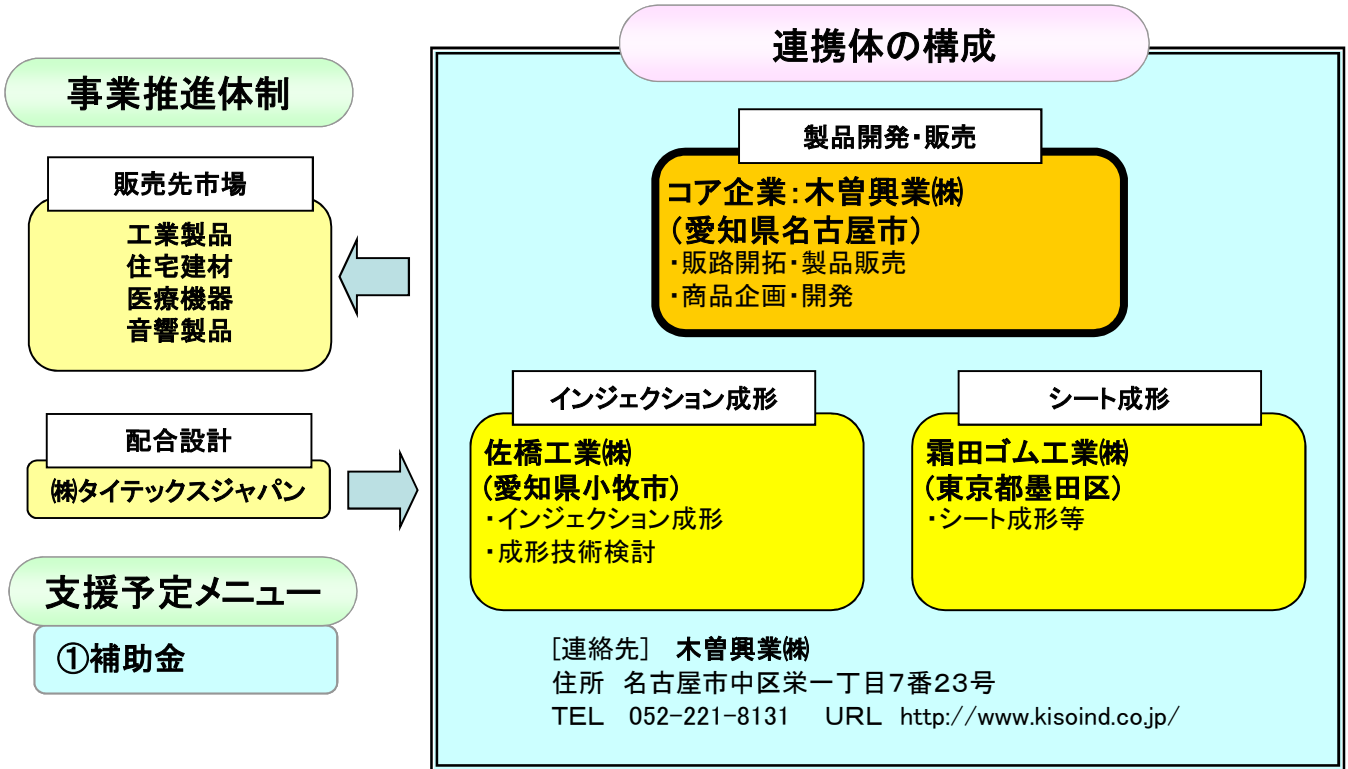 事業推進体制
販売先市場
工業製品
住宅建材
医療機器
音響製品
配合設計
㈱タイテックスジャパン
支援予定メニュー
①補助金
連携体の構成
製品開発・販売
コア企業：木曽興業㈱
（愛知県名古屋市）
・販路開拓・製品販売
・商品企画・開発
インジェクション成形
佐橋工業㈱
（愛知県小牧市）
・インジェクション成形
・成形技術検討
シート成形
霜田ゴム工業㈱
（東京都墨田区）
・シート成形等
［連絡先］ 木曽興業㈱
住所 名古屋市中区栄一丁目７番２３号
ＴＥＬ 052-221-8131 ＵＲＬ http://www.kisoind.co.jp/